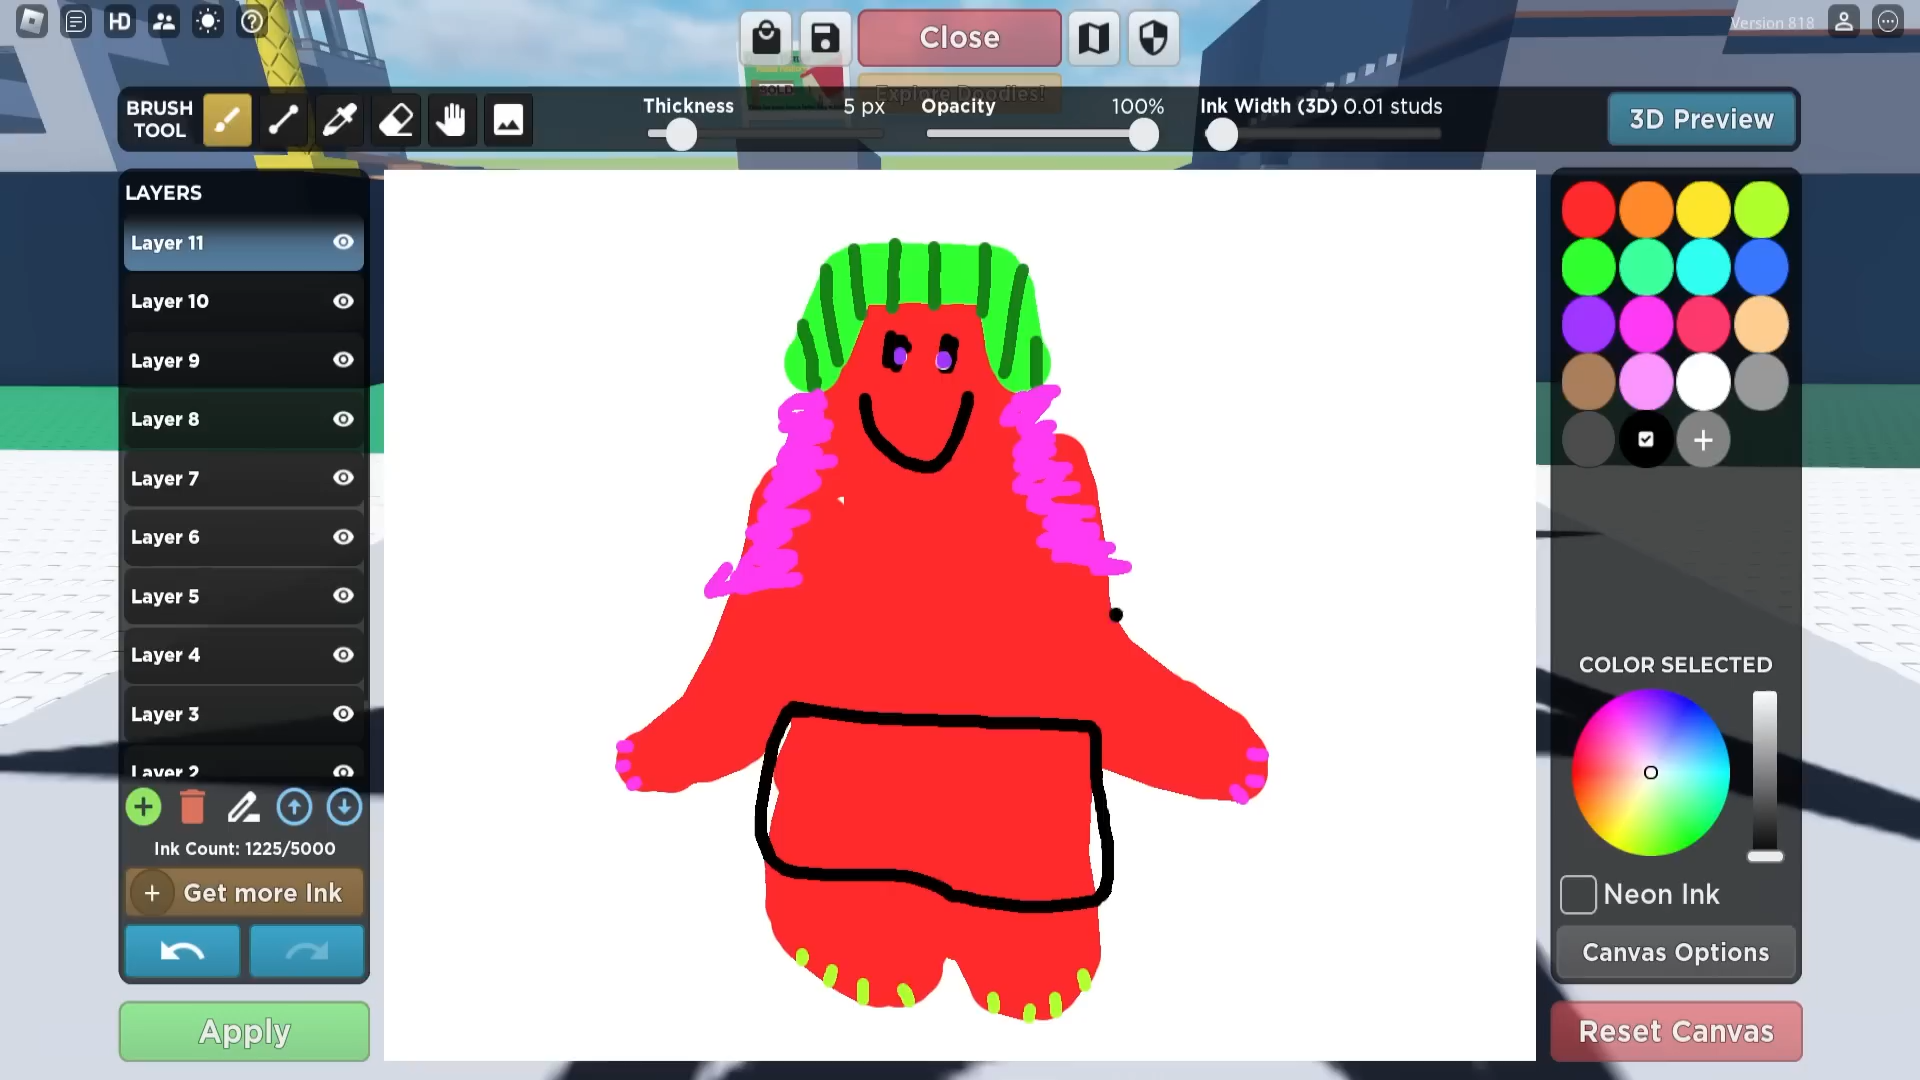 HD
Close
Version 818
SOLD
Explore Doodles!
BRUSH
TOOL
Thickness 5 px
Opacity 100%
Ink Width (3D) 0.01 studs
3D Preview
LAYERS
Layer 11
Layer 10
Layer 9
Layer 8
Layer 7
Layer 6
Layer 5
Layer 4
Layer 3
Layer 2
Ink Count: 1225/5000
+ Get more Ink
Apply
COLOR SELECTED
Neon Ink
Canvas Options
Reset Canvas